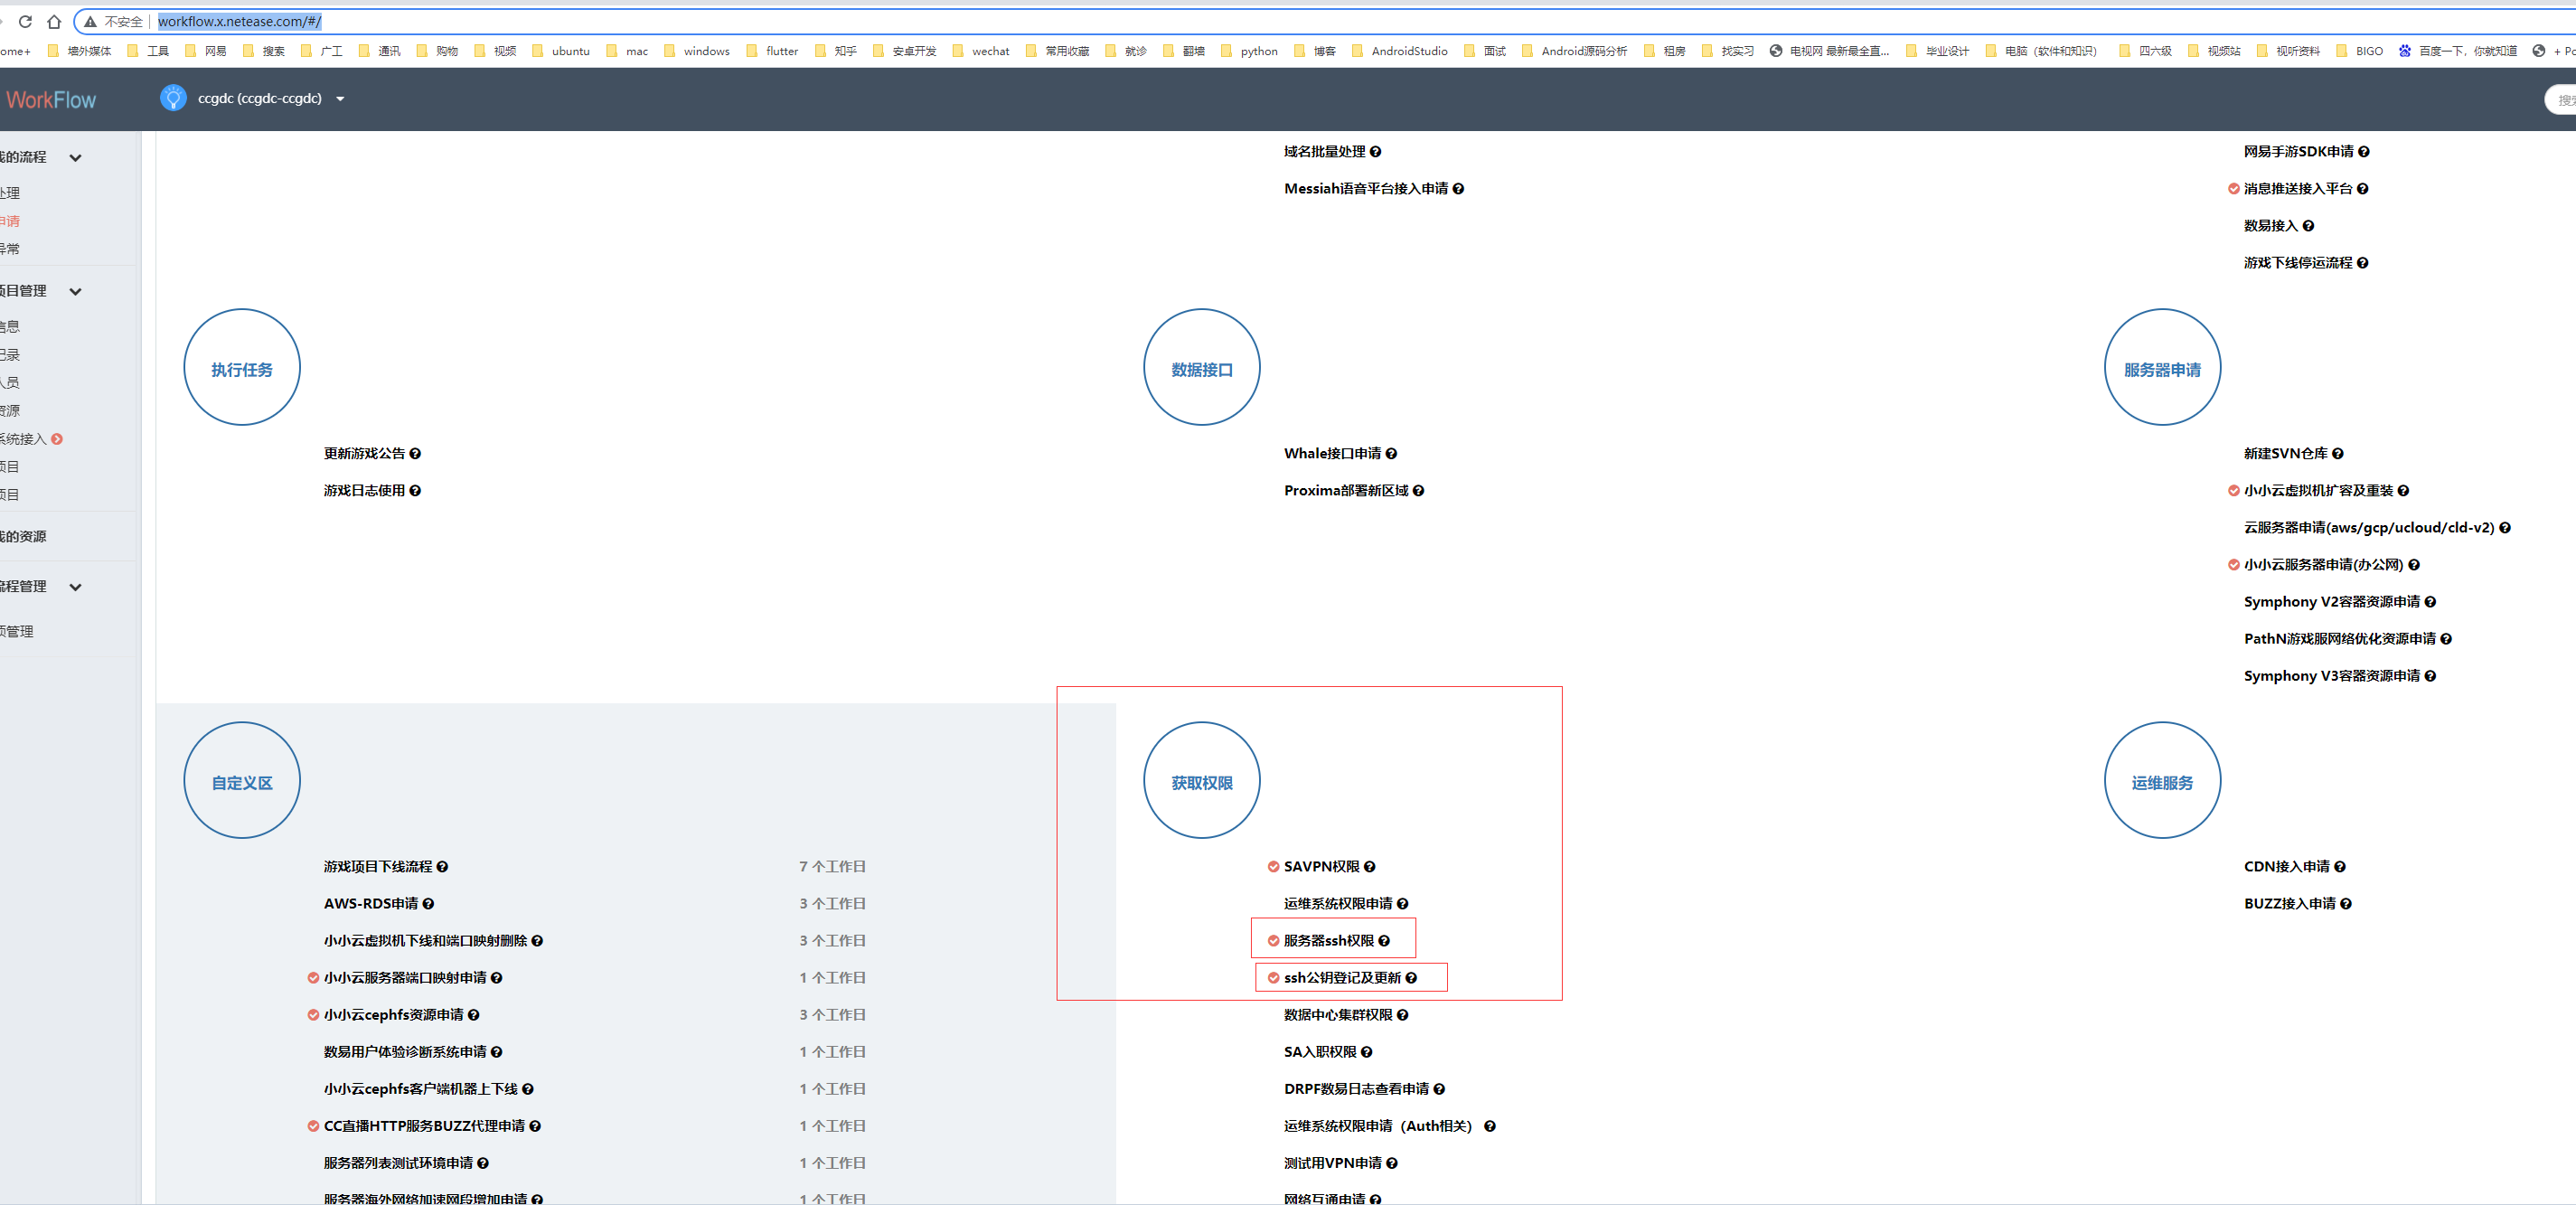 不安全 workflow.x.netease.com/#/
ome+ 墙外媒体 工具 网易 搜索 广工 通讯 购物 视频 ubuntu mac windows flutter 知乎 安卓开发 wechat 常用收藏 就诊 翻墙 python 博客 AndroidStudio 面试 Android源码分析 租房 找实习 电视网 最新最全直... 毕业设计 电脑（软件和知识） 四六级 视频站 视听资料 BIGO 百度一下，你就知道
WorkFlow ccgdc (ccgdc-ccgdc)
我的流程
处理
申请
异常
项目管理
信息
记录
人员
资源
系统接入
项目
项目
我的资源
流程管理
项管理
域名批量处理
Messiah语音平台接入申请
网易手游SDK申请
消息推送接入平台
数易接入
游戏下线停运流程
执行任务
更新游戏公告
游戏日志使用
数据接口
Whale接口申请
Proxima部署新区域
服务器申请
新建SVN仓库
小小云虚拟机扩容及重装
云服务器申请(aws/gcp/ucloud/cld-v2)
小小云服务器申请(办公网)
Symphony V2容器资源申请
PathN游戏服网络优化资源申请
Symphony V3容器资源申请
自定义区
游戏项目下线流程 7 个工作日
AWS-RDS申请 3 个工作日
小小云虚拟机下线和端口映射删除 3 个工作日
小小云服务器端口映射申请 1 个工作日
小小云cephfs资源申请 3 个工作日
数易用户体验诊断系统申请 1 个工作日
小小云cephfs客户端机器上下线 1 个工作日
CC直播HTTP服务BUZZ代理申请 1 个工作日
服务器列表测试环境申请 1 个工作日
服务器海外网络加速网段增加申请 1 个工作日
获取权限
SAVPN权限
运维系统权限申请
服务器ssh权限
ssh公钥登记及更新
数据中心集群权限
SA入职权限
DRPF数易日志查看申请
运维系统权限申请（Auth相关）
测试用VPN申请
网络互通申请
运维服务
CDN接入申请
BUZZ接入申请